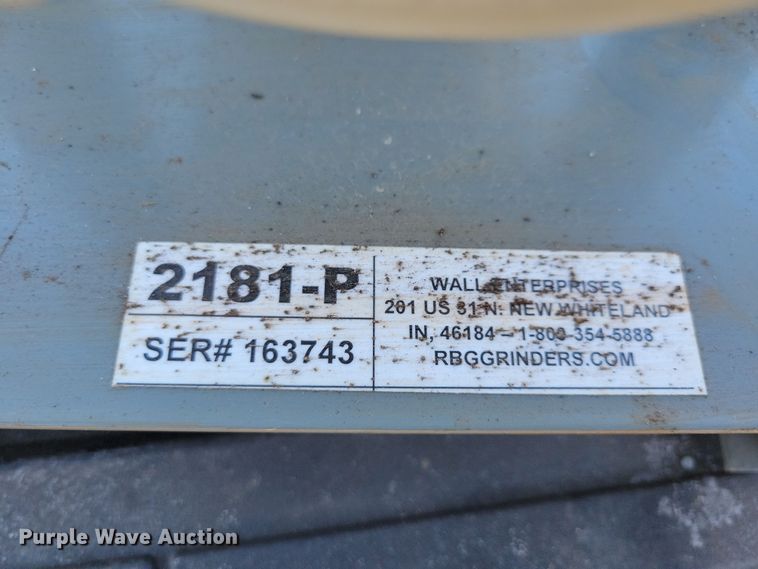 2181-P
SER# 163743
WALL ENTERPRISES
201 US 31 N. NEW WHITELAND
IN, 46184 – 1-800-354-5888
RBGGRINDERS.COM
Purple Wave Auction